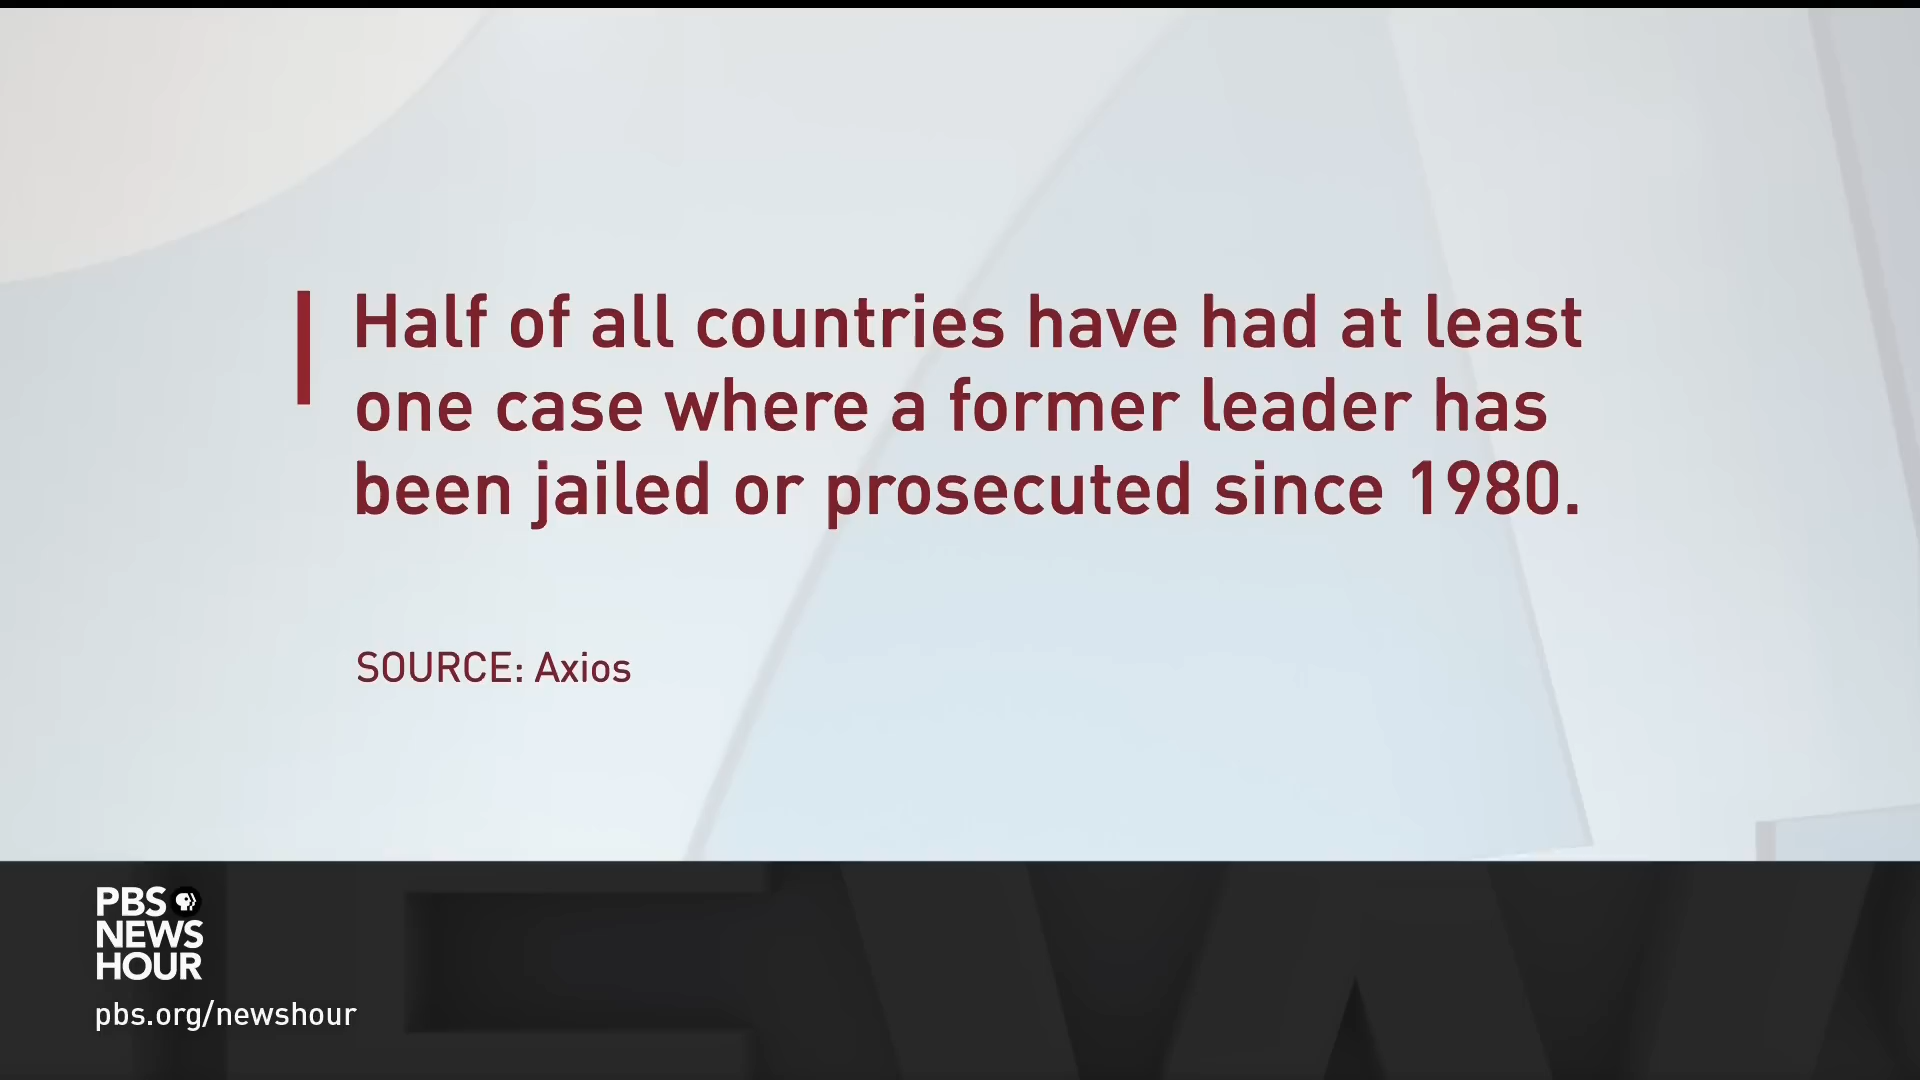 Half of all countries have had at least
one case where a former leader has
been jailed or prosecuted since 1980.
SOURCE: Axios
PBS
NEWS
HOUR
pbs.org/newshour